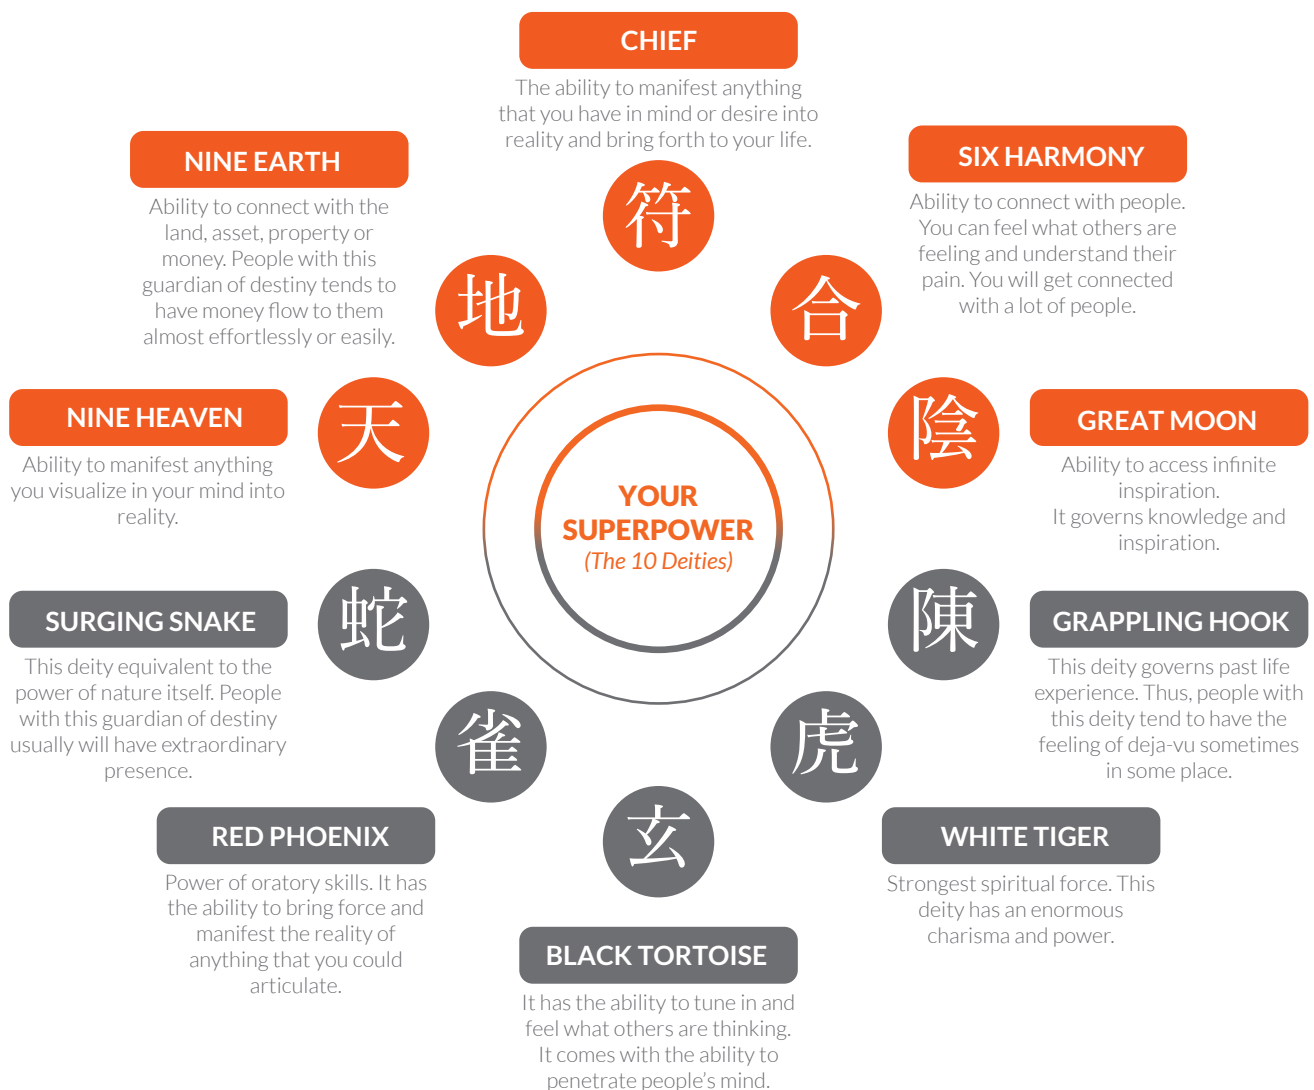 CHIEF
The ability to manifest anything
that you have in mind or desire into
reality and bring forth to your life.
符
SIX HARMONY
Ability to connect with people.
You can feel what others are
feeling and understand their
pain. You will get connected
with a lot of people.
合
GREAT MOON
Ability to access infinite
inspiration.
It governs knowledge and
inspiration.
陰
GRAPPLING HOOK
This deity governs past life
experience. Thus, people with
this deity tend to have the
feeling of deja-vu sometimes
in some place.
陳
WHITE TIGER
Strongest spiritual force. This
deity has an enormous
charisma and power.
虎
BLACK TORTOISE
It has the ability to tune in and
feel what others are thinking.
It comes with the ability to
penetrate people's mind.
玄
RED PHOENIX
Power of oratory skills. It has
the ability to bring force and
manifest the reality of
anything that you could
articulate.
雀
SURGING SNAKE
This deity equivalent to the
power of nature itself. People
with this guardian of destiny
usually will have extraordinary
presence.
蛇
NINE HEAVEN
Ability to manifest anything
you visualize in your mind into
reality.
天
NINE EARTH
Ability to connect with the
land, asset, property or
money. People with this
guardian of destiny tends to
have money flow to them
almost effortlessly or easily.
地
YOUR
SUPERPOWER
(The 10 Deities)